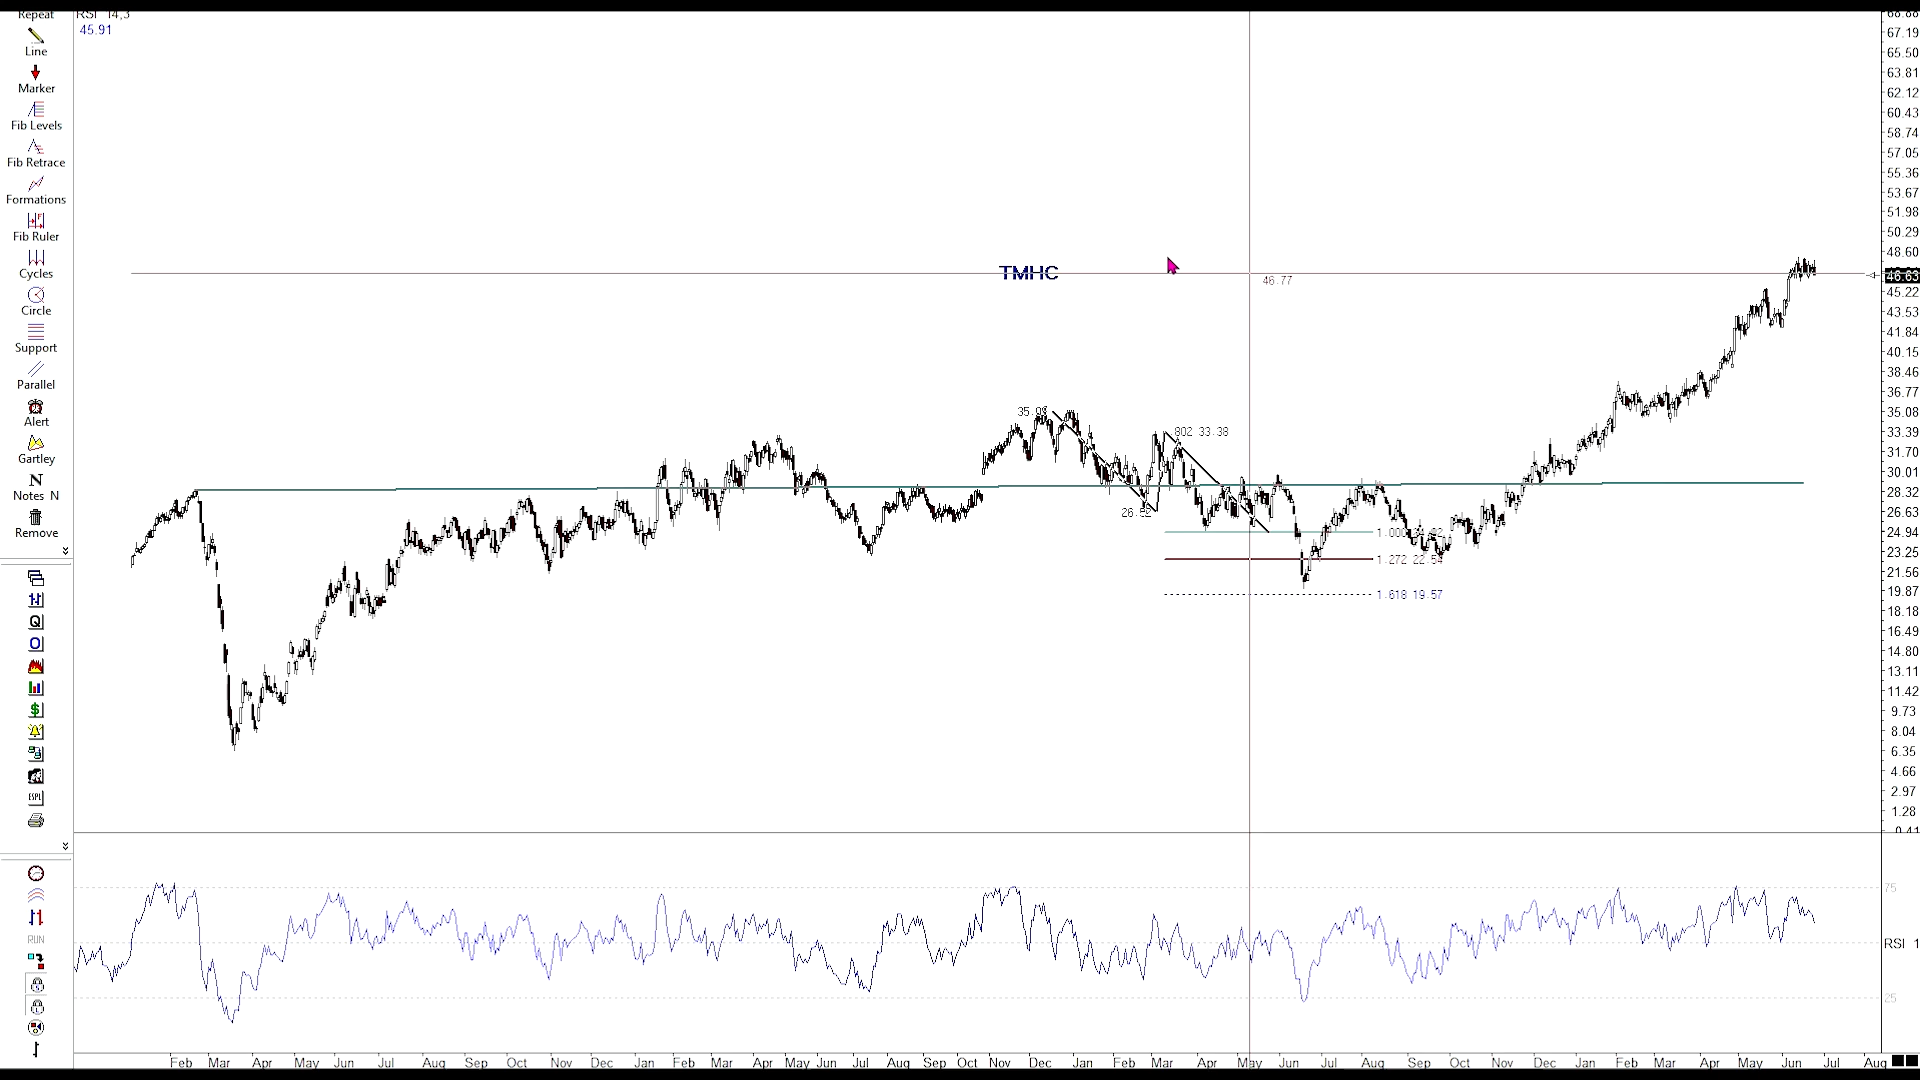 Repeat
RSI 14,3
45.91
Line
Marker
Fib Levels
Fib Retrace
Formations
Fib Ruler
Cycles
Circle
Support
Parallel
Alert
Gartley
N
Notes N
Remove
Q
O
$
ESPL
RUN
TMHC
46.77
35.09
802 33.38
1.272 22.54
1.618 19.57
68.88
67.19
65.50
63.81
62.12
60.43
58.74
57.05
55.36
53.67
51.98
50.29
48.60
46.63
45.22
43.53
41.84
40.15
38.46
36.77
35.08
33.39
31.70
30.01
28.32
26.63
24.94
23.25
21.56
19.87
18.18
16.49
14.80
13.11
11.42
9.73
8.04
6.35
4.66
2.97
1.28
75
RSI 1
25
Feb Mar Apr May Jun Jul Aug Sep Oct Nov Dec Jan Feb Mar Apr May Jun Jul Aug Sep Oct Nov Dec Jan Feb Mar Apr May Jun Jul Aug Sep Oct Nov Dec Jan Feb Mar Apr May Jun Jul Aug